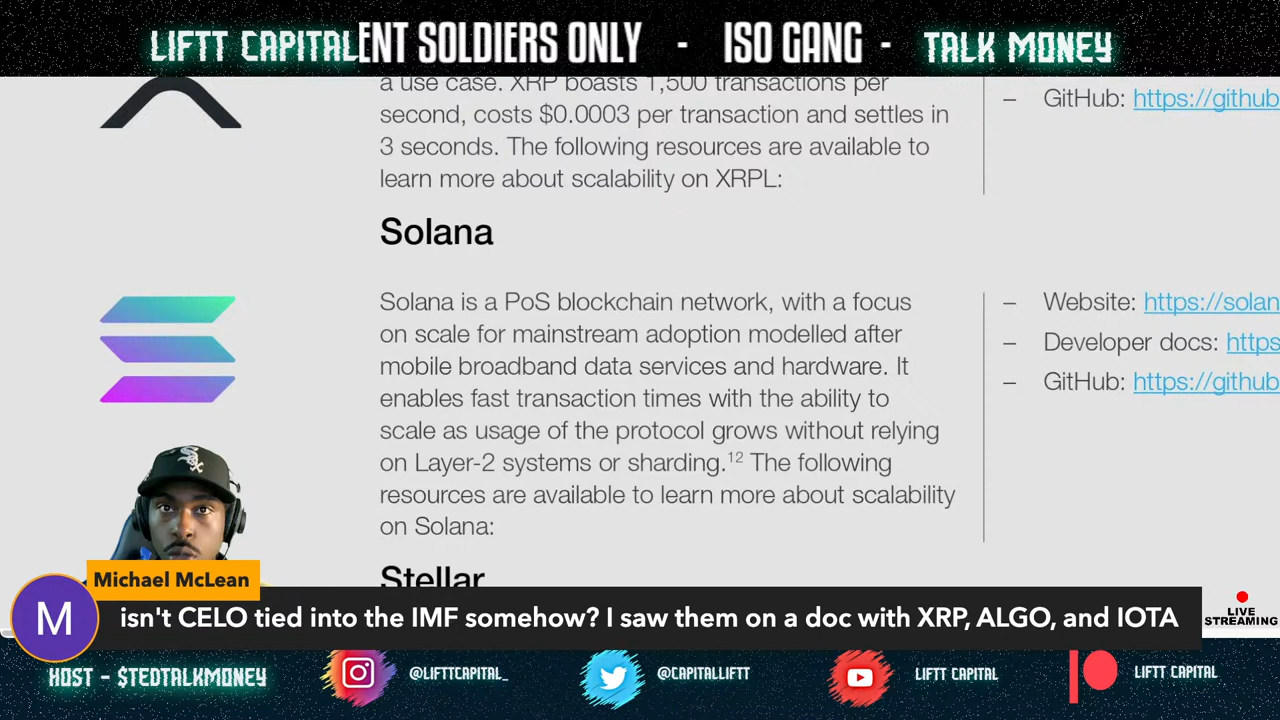 LIFTT CAPITAL ENT SOLDIERS ONLY - ISO GANG - TALK MONEY
a use case. XRP boasts 1,500 transactions per
second, costs $0.0003 per transaction and settles in
3 seconds. The following resources are available to
learn more about scalability on XRPL:
– GitHub: https://github
Solana
Solana is a PoS blockchain network, with a focus
on scale for mainstream adoption modelled after
mobile broadband data services and hardware. It
enables fast transaction times with the ability to
scale as usage of the protocol grows without relying
on Layer-2 systems or sharding.12 The following
resources are available to learn more about scalability
on Solana:
– Website: https://solan
– Developer docs: https
– GitHub: https://github
Stellar
Michael McLean
M
isn't CELO tied into the IMF somehow? I saw them on a doc with XRP, ALGO, and IOTA
LIVE
STREAMING
HOST - $TEDTALKMONEY
@LIFTTCAPITAL_
@CAPITALLIFTT
LIFTT CAPITAL
LIFTT CAPITAL